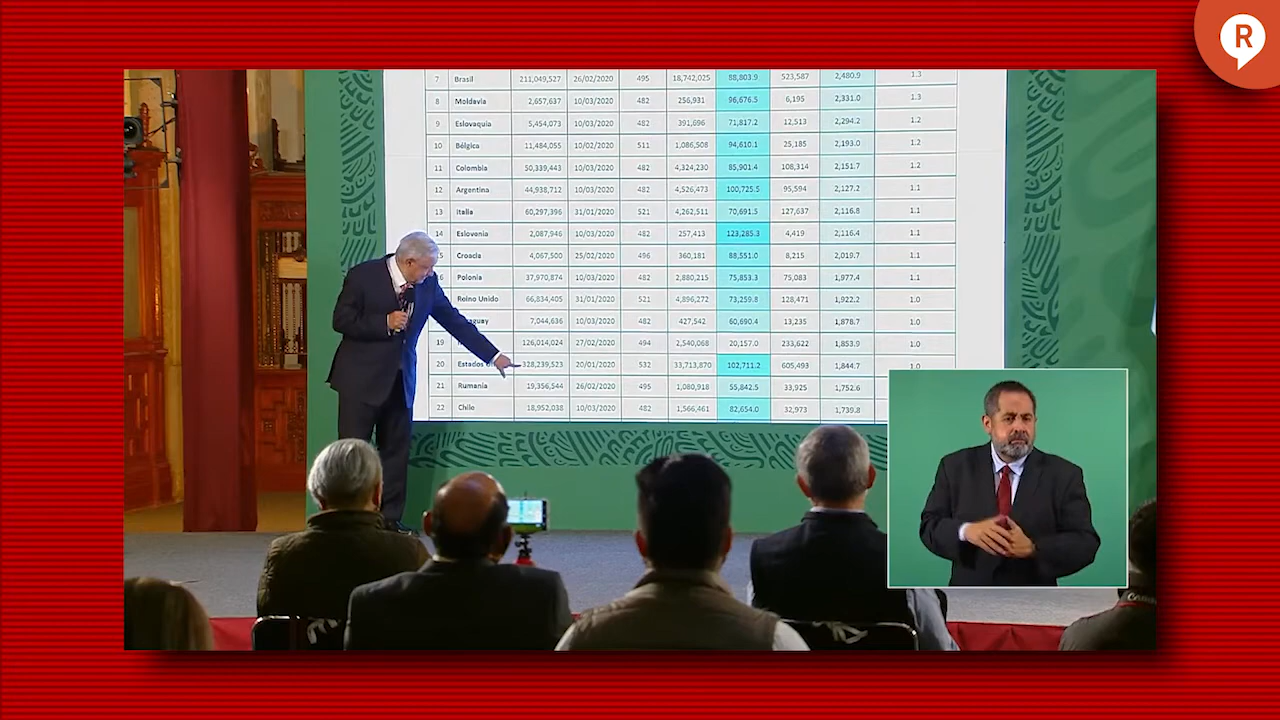 R
7 Brasil 211,049,527 26/02/2020 495 18,742,025 88,803.9 523,587 2,480.9 1.3
8 Moldavia 2,657,637 10/03/2020 482 256,931 96,676.5 6,195 2,331.0 1.3
9 Eslovaquia 5,454,073 10/03/2020 482 391,696 71,817.2 12,513 2,294.2 1.2
10 Bélgica 11,484,055 10/02/2020 511 1,086,508 94,610.1 25,185 2,193.0 1.2
11 Colombia 50,339,443 10/03/2020 482 4,324,230 85,901.4 108,314 2,151.7 1.2
12 Argentina 44,938,712 10/03/2020 482 4,526,473 100,725.5 95,594 2,127.2 1.1
13 Italia 60,297,396 31/01/2020 521 4,262,511 70,691.5 127,637 2,116.8 1.1
14 Eslovenia 2,087,946 10/03/2020 482 257,413 123,285.3 4,419 2,116.4 1.1
Croacia 4,067,500 25/02/2020 496 360,181 88,551.0 8,215 2,019.7 1.1
Polonia 37,970,874 10/03/2020 482 2,880,215 75,853.3 75,083 1,977.4 1.1
Reino Unido 66,834,405 31/01/2020 521 4,896,272 73,259.8 128,471 1,922.2 1.0
7,044,636 10/03/2020 482 427,542 60,690.4 13,235 1,878.7 1.0
19 126,014,024 27/02/2020 494 2,540,068 20,157.0 233,622 1,853.9 1.0
20 Estados 328,239,523 20/01/2020 532 33,713,870 102,711.2 605,493 1,844.7 1.0
21 Rumania 19,356,544 26/02/2020 495 1,080,918 55,842.5 33,925 1,752.6
22 Chile 18,952,038 10/03/2020 482 1,566,461 82,654.0 32,973 1,739.8